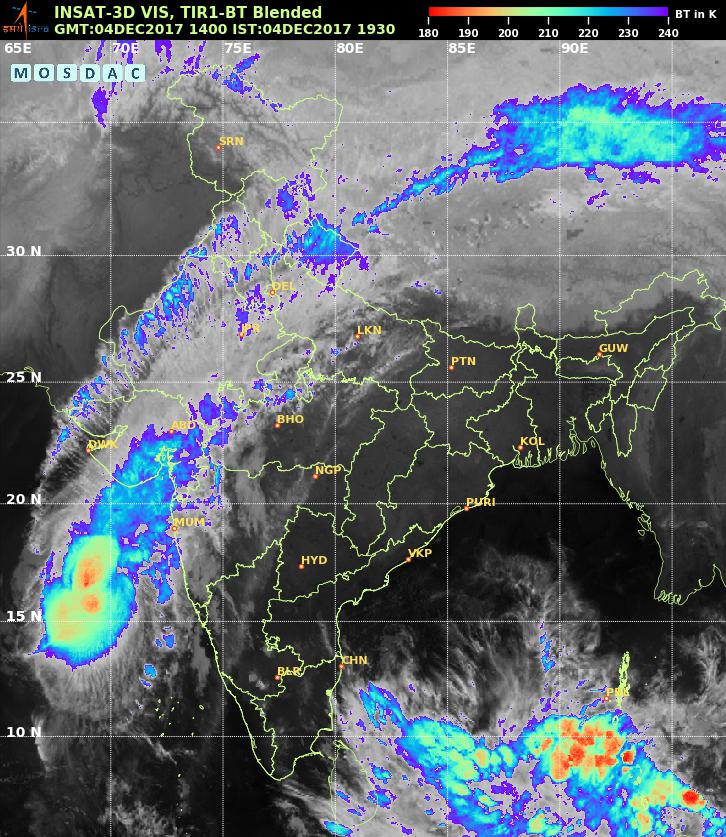 INSAT-3D VIS, TIR1-BT Blended
GMT:04DEC2017 1400 IST:04DEC2017 1930
BT in K
180 190 200 210 220 230 240
65E 70E 75E 80E 85E 90E
MOSDAC
SRN
30 N
DEL
JPR
LKN
GUW
PTN
25 N
ABD
BHO
DWK
KOL
NGP
20 N
PURI
MUM
VKP
HYD
15 N
CHN
BLR
10 N